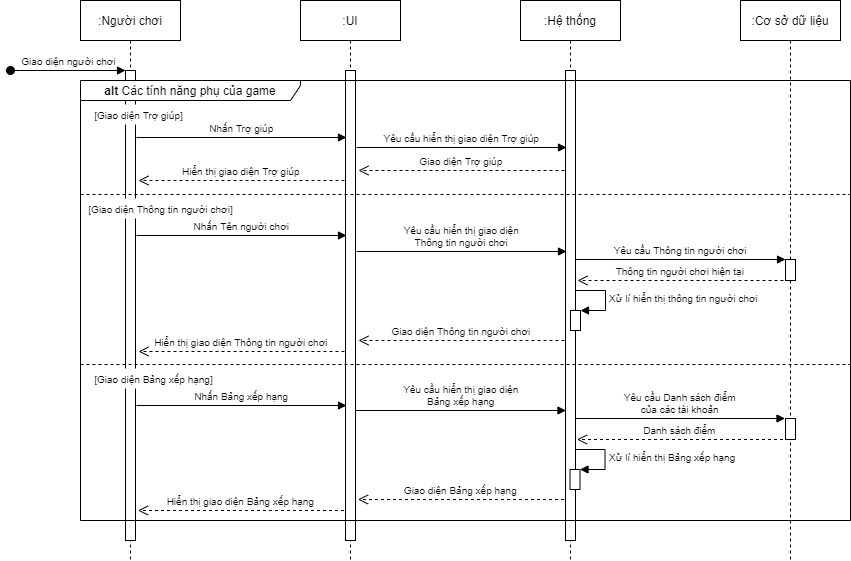 :Người chơi
:UI
:Hệ thống
:Cơ sở dữ liệu
Giao diện người chơi
alt Các tính năng phụ của game
[Giao diện Trợ giúp]
Nhấn Trợ giúp
Yêu cầu hiển thị giao diện Trợ giúp
Giao diện Trợ giúp
Hiển thị giao diện Trợ giúp
[Giao diện Thông tin người chơi]
Nhấn Tên người chơi
Yêu cầu hiển thị giao diện
Thông tin người chơi
Yêu cầu Thông tin người chơi
Thông tin người chơi hiện tại
Xử lí hiển thị thông tin người chơi
Giao diện Thông tin người chơi
Hiển thị giao diện Thông tin người chơi
[Giao diện Bảng xếp hạng]
Nhấn Bảng xếp hạng
Yêu cầu hiển thị giao diện
Bảng xếp hạng
Yêu cầu Danh sách điểm
của các tài khoản
Danh sách điểm
Xử lí hiển thị Bảng xếp hạng
Giao diện Bảng xếp hạng
Hiển thị giao diện Bảng xếp hạng